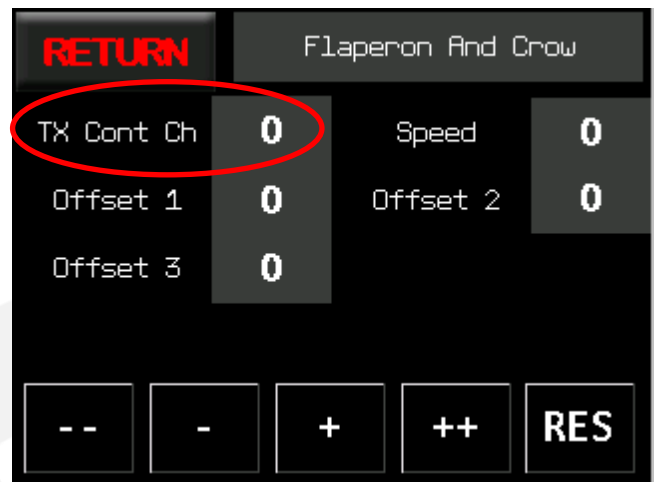 RETURN Flaperon And Crow
TX Cont Ch 0 Speed 0
Offset 1 0 Offset 2 0
Offset 3 0
-- - + ++ RES